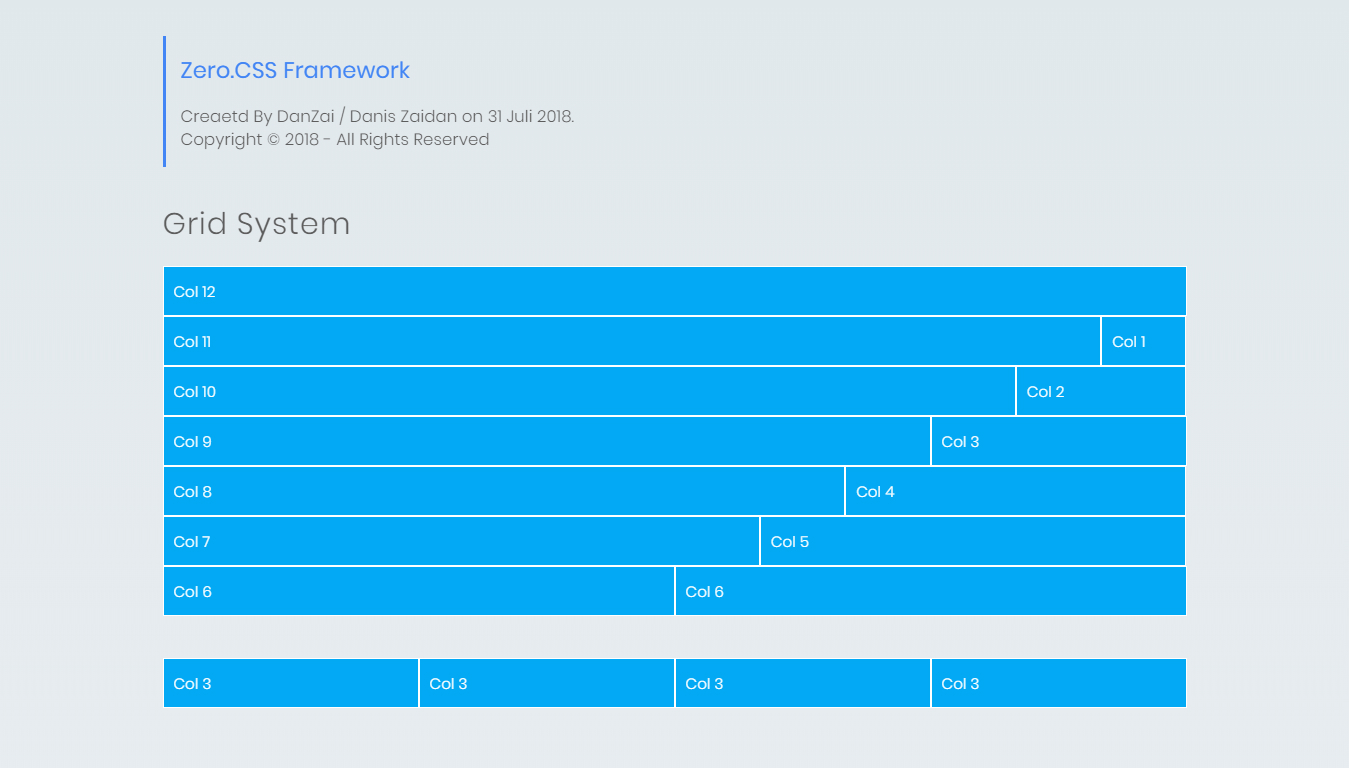 Zero.CSS Framework
Creaetd By DanZai / Danis Zaidan on 31 Juli 2018.
Copyright © 2018 - All Rights Reserved
Grid System
Col 12
Col 11 Col 1
Col 10 Col 2
Col 9 Col 3
Col 8 Col 4
Col 7 Col 5
Col 6 Col 6
Col 3 Col 3 Col 3 Col 3